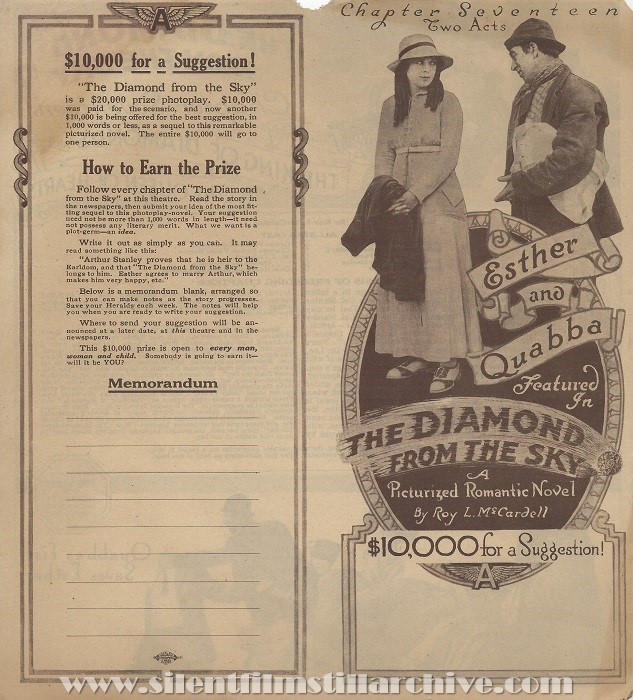 A
$10,000 for a Suggestion!
"The Diamond from the Sky"
is a $20,000 prize photoplay. $10,000
was paid for the scenario, and now another
$10,000 is being offered for the best suggestion, in
1,000 words or less, as a sequel to this remarkable
picturized novel. The entire $10,000 will go to
one person.
How to Earn the Prize
Follow every chapter of "The Diamond
from the Sky" at this theatre. Read the story in
the newspapers, then submit your idea of the most fit-
ting sequel to this photoplay-novel. Your suggestion
need not be more than 1,000 words in length—it need
not possess any literary merit. What we want is a
plot-germ—an idea.
Write it out as simply as you can. It may
read something like this:
"Arthur Stanley proves that he is heir to the
Earldom, and that "The Diamond from the Sky" be-
longs to him. Esther agrees to marry Arthur, which
makes him very happy, etc."
Below is a memorandum blank, arranged so
that you can make notes as the story progresses.
Save your Heralds each week. The notes will help
you when you are ready to write your suggestion.
Where to send your suggestion will be an-
nounced at a later date, at this theatre and in the
newspapers.
This $10,000 prize is open to every man,
woman and child. Somebody is going to earn it—
will it be YOU?
Memorandum
Chapter Seventeen
Two Acts
Esther
and
Quabba
Featured
In
THE DIAMOND
FROM THE SKY
A
Picturized Romantic Novel
By Roy L. McCardell
$10,000 for a Suggestion!
A
www.silentfilmstillarchive.com